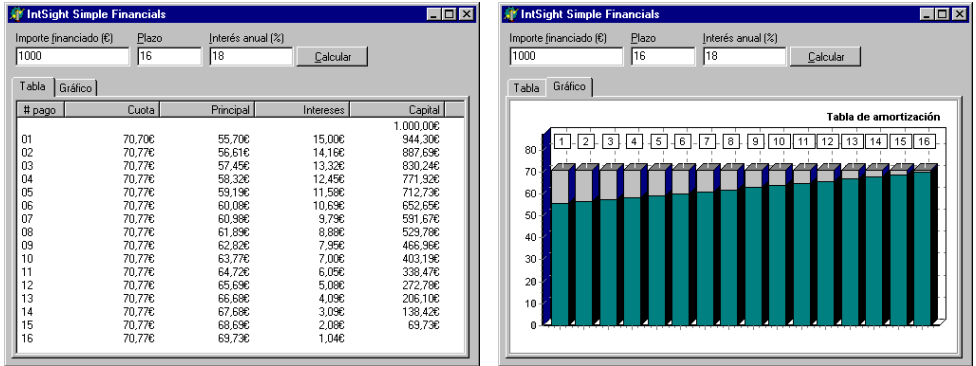 IntSight Simple Financials
Importe financiado (€) Plazo Interés anual (%)
1000 16 18 Calcular
Tabla Gráfico
# pago Cuota Principal Intereses Capital
1.000,00€
01 70,70€ 55,70€ 15,00€ 944,30€
02 70,77€ 56,61€ 14,16€ 887,69€
03 70,77€ 57,45€ 13,32€ 830,24€
04 70,77€ 58,32€ 12,45€ 771,92€
05 70,77€ 59,19€ 11,58€ 712,73€
06 70,77€ 60,08€ 10,69€ 652,65€
07 70,77€ 60,98€ 9,79€ 591,67€
08 70,77€ 61,89€ 8,88€ 529,78€
09 70,77€ 62,82€ 7,95€ 466,96€
10 70,77€ 63,77€ 7,00€ 403,19€
11 70,77€ 64,72€ 6,05€ 338,47€
12 70,77€ 65,69€ 5,08€ 272,78€
13 70,77€ 66,68€ 4,09€ 206,10€
14 70,77€ 67,68€ 3,09€ 138,42€
15 70,77€ 68,69€ 2,08€ 69,73€
16 70,77€ 69,73€ 1,04€
IntSight Simple Financials
Importe financiado (€) Plazo Interés anual (%)
1000 16 18 Calcular
Tabla Gráfico
Tabla de amortización
1 2 3 4 5 6 7 8 9 10 11 12 13 14 15 16
80
70
60
50
40
30
20
10
0